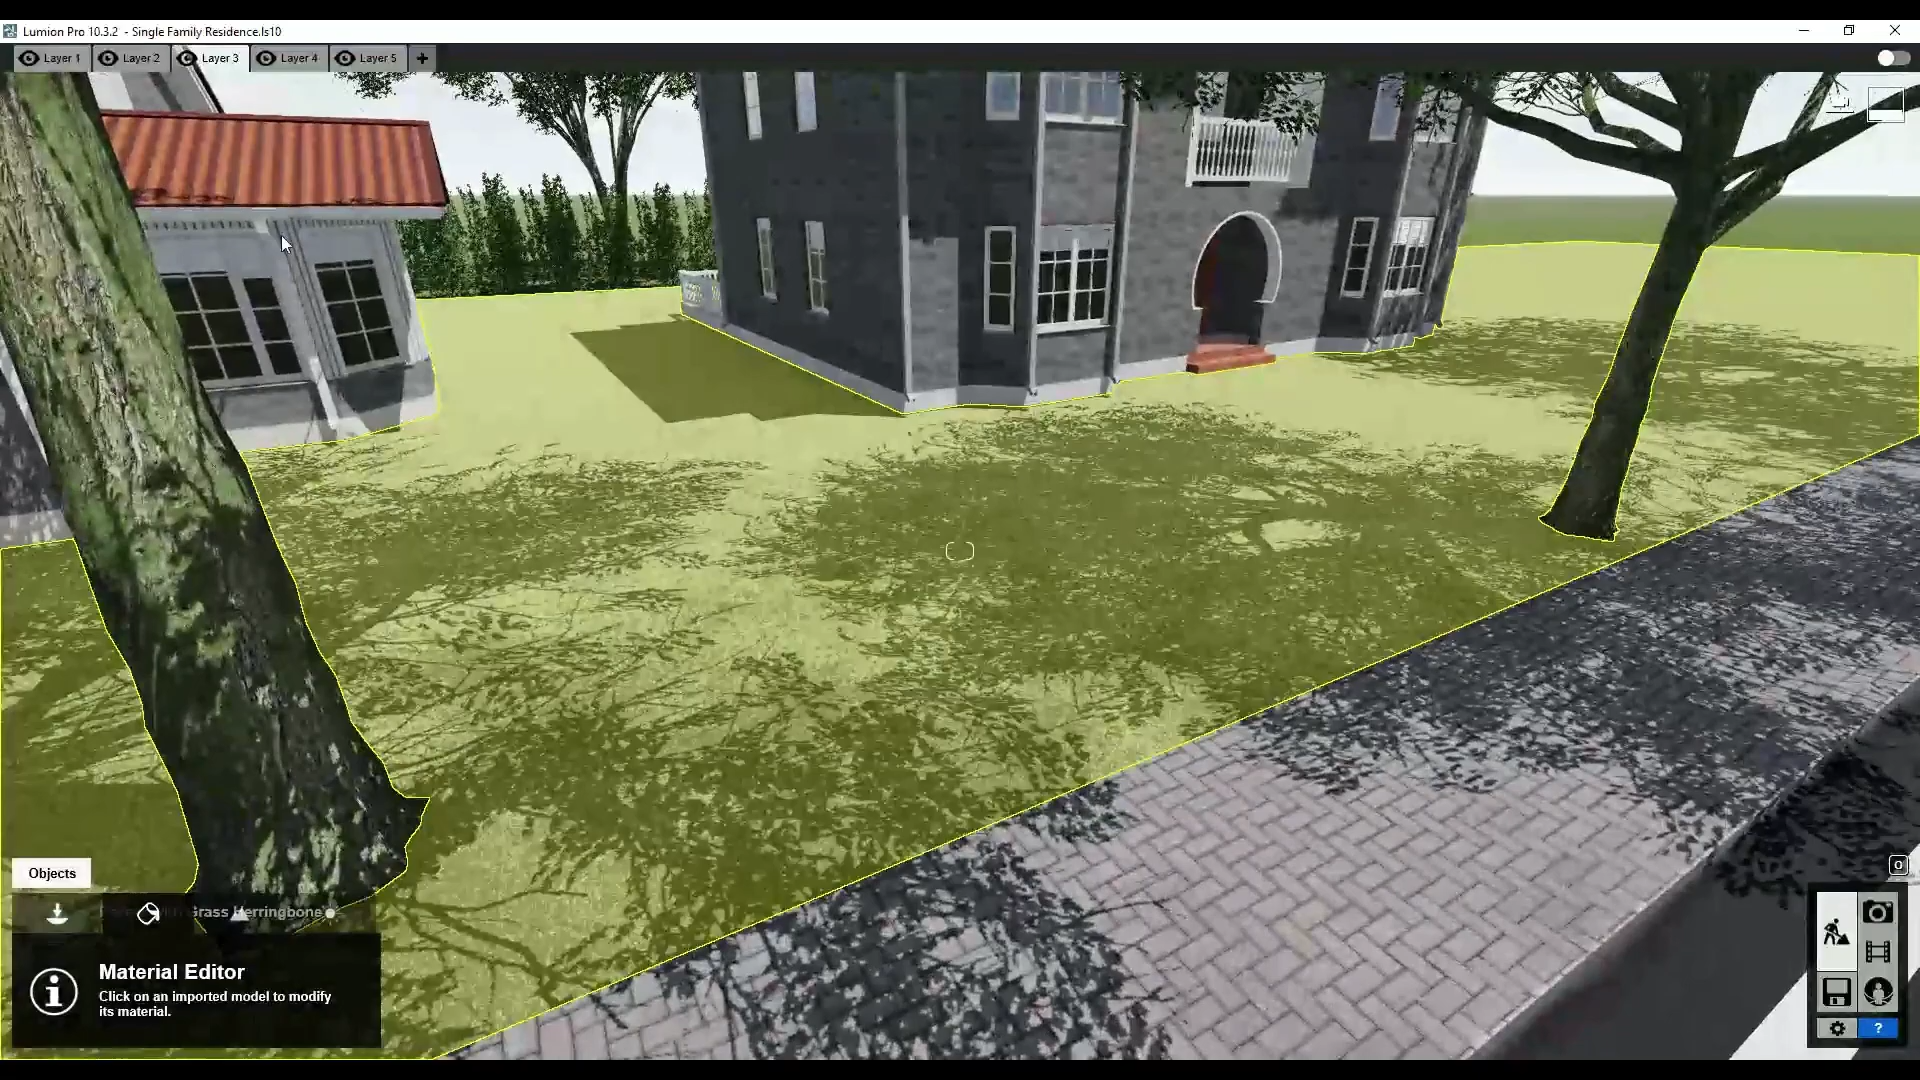 Lumion Pro 10.3.2 - Single Family Residence.ls10
Layer 1
Layer 2
Layer 3
Layer 4
Layer 5
+
O
Objects
Grass Herringbone
Material Editor
Click on an imported model to modify
its material.
?